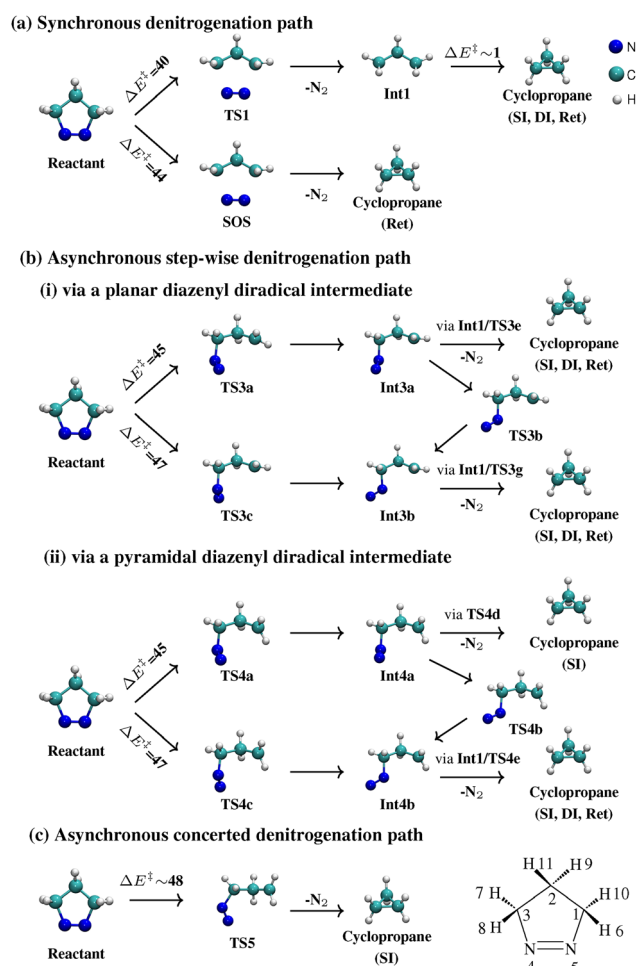 (a) Synchronous denitrogenation path
N
C
H
ΔE‡=40
TS1
-N₂
Int1
ΔE‡∼1
Cyclopropane
(SI, DI, Ret)
Reactant
ΔE‡=44
SOS
-N₂
Cyclopropane
(Ret)
(b) Asynchronous step-wise denitrogenation path
(i) via a planar diazenyl diradical intermediate
Reactant
ΔE‡=45
TS3a
Int3a
via Int1/TS3e
-N₂
Cyclopropane
(SI, DI, Ret)
TS3b
ΔE‡=47
TS3c
Int3b
via Int1/TS3g
-N₂
Cyclopropane
(SI, DI, Ret)
(ii) via a pyramidal diazenyl diradical intermediate
Reactant
ΔE‡=45
TS4a
Int4a
via TS4d
-N₂
Cyclopropane
(SI)
TS4b
ΔE‡=47
TS4c
Int4b
via Int1/TS4e
-N₂
Cyclopropane
(SI, DI, Ret)
(c) Asynchronous concerted denitrogenation path
Reactant
ΔE‡∼48
TS5
-N₂
Cyclopropane
(SI)
H 11 H 9
7 H 2 H 10
8 H 3 1 H 6
N N
4 5